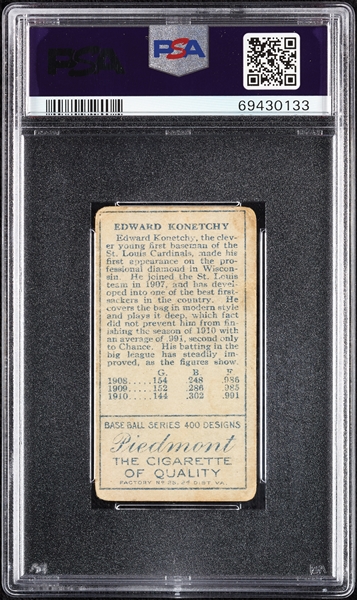 PSA
PSA
69430133
EDWARD KONETCHY
Edward Konetchy, the clev-
er young first baseman of the
St. Louis Cardinals, made his
first appearance on the pro-
fessional diamond in Wiscon-
sin. He joined the St. Louis
team in 1907, and has devel-
oped into one of the best first-
sackers in the country. He
covers the bag in modern style
and plays it deep, which fact
did not prevent him from fin-
ishing the season of 1910 with
an average of .991, second only
to Chance. His batting in the
big league has steadily im-
proved, as the figures show.
G. B F
1908......154 .248 .986
1909......152 .286 .985
1910......144 .302 .991
BASE BALL SERIES 400 DESIGNS
Piedmont
THE CIGARETTE
OF QUALITY
FACTORY Nº 25, 2ᴰ DIST. VA.